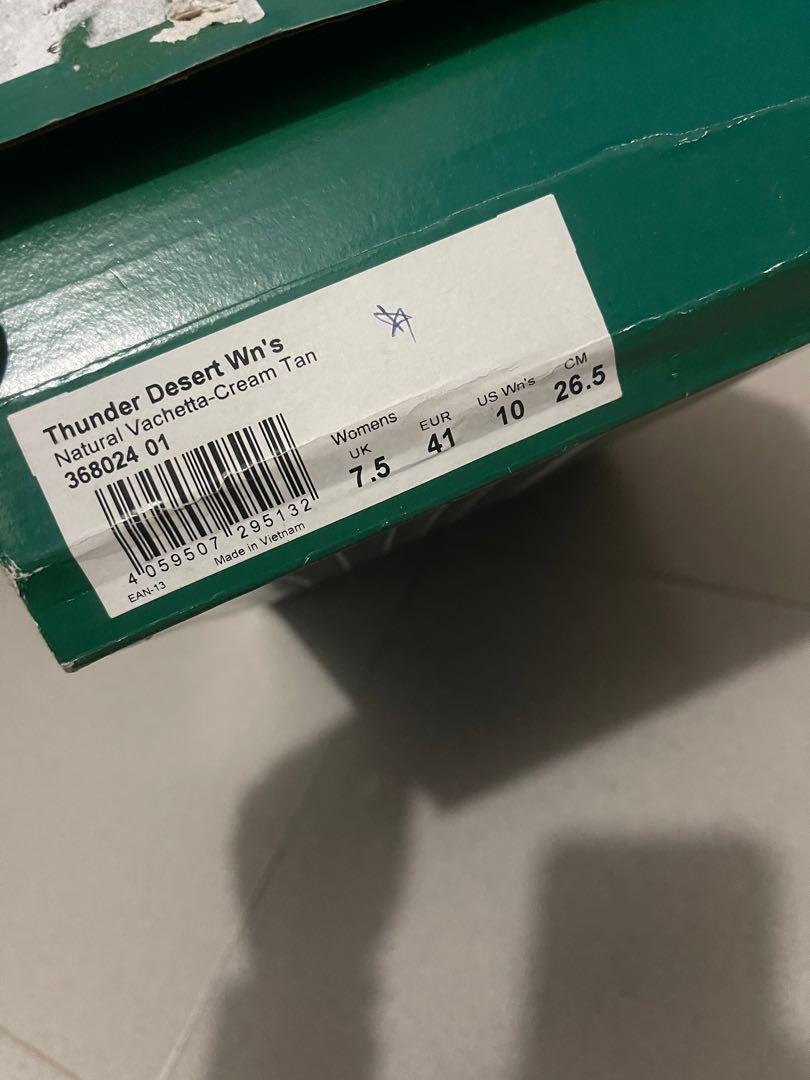 Thunder Desert Wn's
Natural Vachetta-Cream Tan
368024 01
Womens
UK EUR US Wn's CM
7.5 41 10 26.5
4 059507 295132
EAN-13 Made in Vietnam